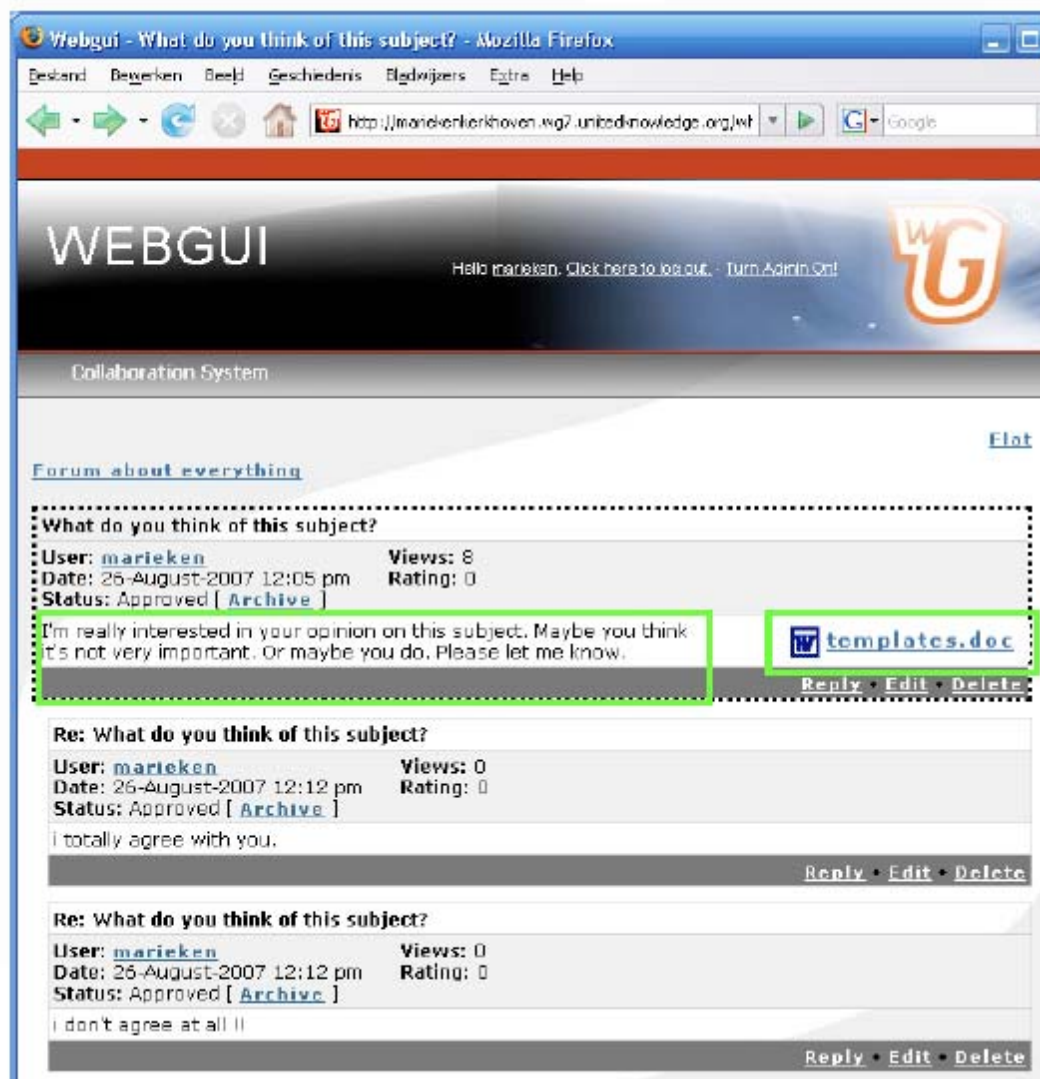 Webgui - What do you think of this subject? - Mozilla Firefox
Bestand Bewerken Beeld Geschiedenis Bladwijzers Extra Help
http://mariekenkerkhoven.wg7.unitedknowledge.org/wh
G Google
WEBGUI
Hello marieken. Click here to log out. - Turn Admin On!
WG
Collaboration System
Flat
Forum about everything
What do you think of this subject?
User: marieken Views: 8
Date: 26-August-2007 12:05 pm Rating: 0
Status: Approved [ Archive ]
I'm really interested in your opinion on this subject. Maybe you think
it's not very important. Or maybe you do. Please let me know.
templates.doc
Reply • Edit • Delete
Re: What do you think of this subject?
User: marieken Views: 0
Date: 26-August-2007 12:12 pm Rating: 0
Status: Approved [ Archive ]
i totally agree with you.
Reply • Edit • Delete
Re: What do you think of this subject?
User: marieken Views: 0
Date: 26-August-2007 12:12 pm Rating: 0
Status: Approved [ Archive ]
i don't agree at all !!
Reply • Edit • Delete